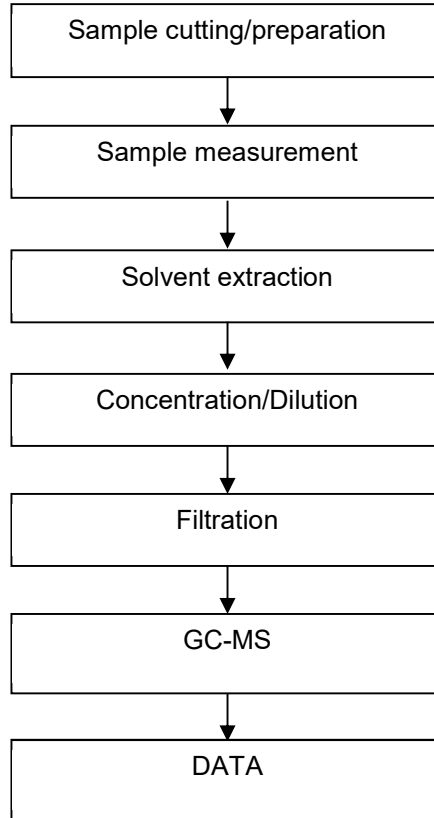 Sample cutting/preparation
Sample measurement
Solvent extraction
Concentration/Dilution
Filtration
GC-MS
DATA